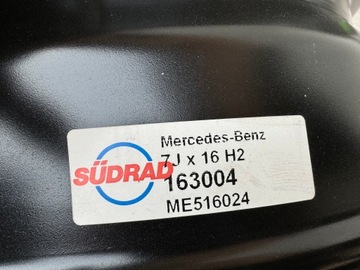 Mercedes-Benz
7J x 16 H2
SÜDRAD
163004
ME516024